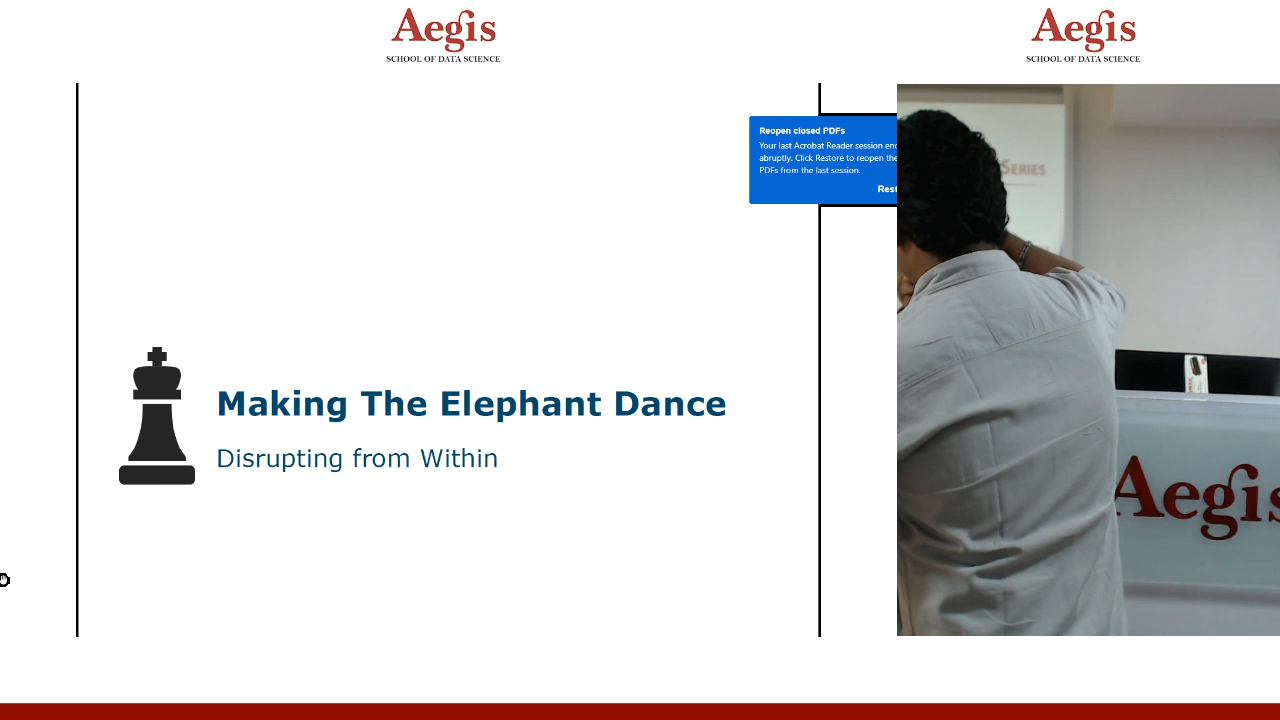 Aegis
SCHOOL OF DATA SCIENCE
Aegis
SCHOOL OF DATA SCIENCE
Reopen closed PDFs
Your last Acrobat Reader session
abruptly. Click Restore to reopen
PDFs from the last session.
SERIES
Making The Elephant Dance
Disrupting from Within
Aegis